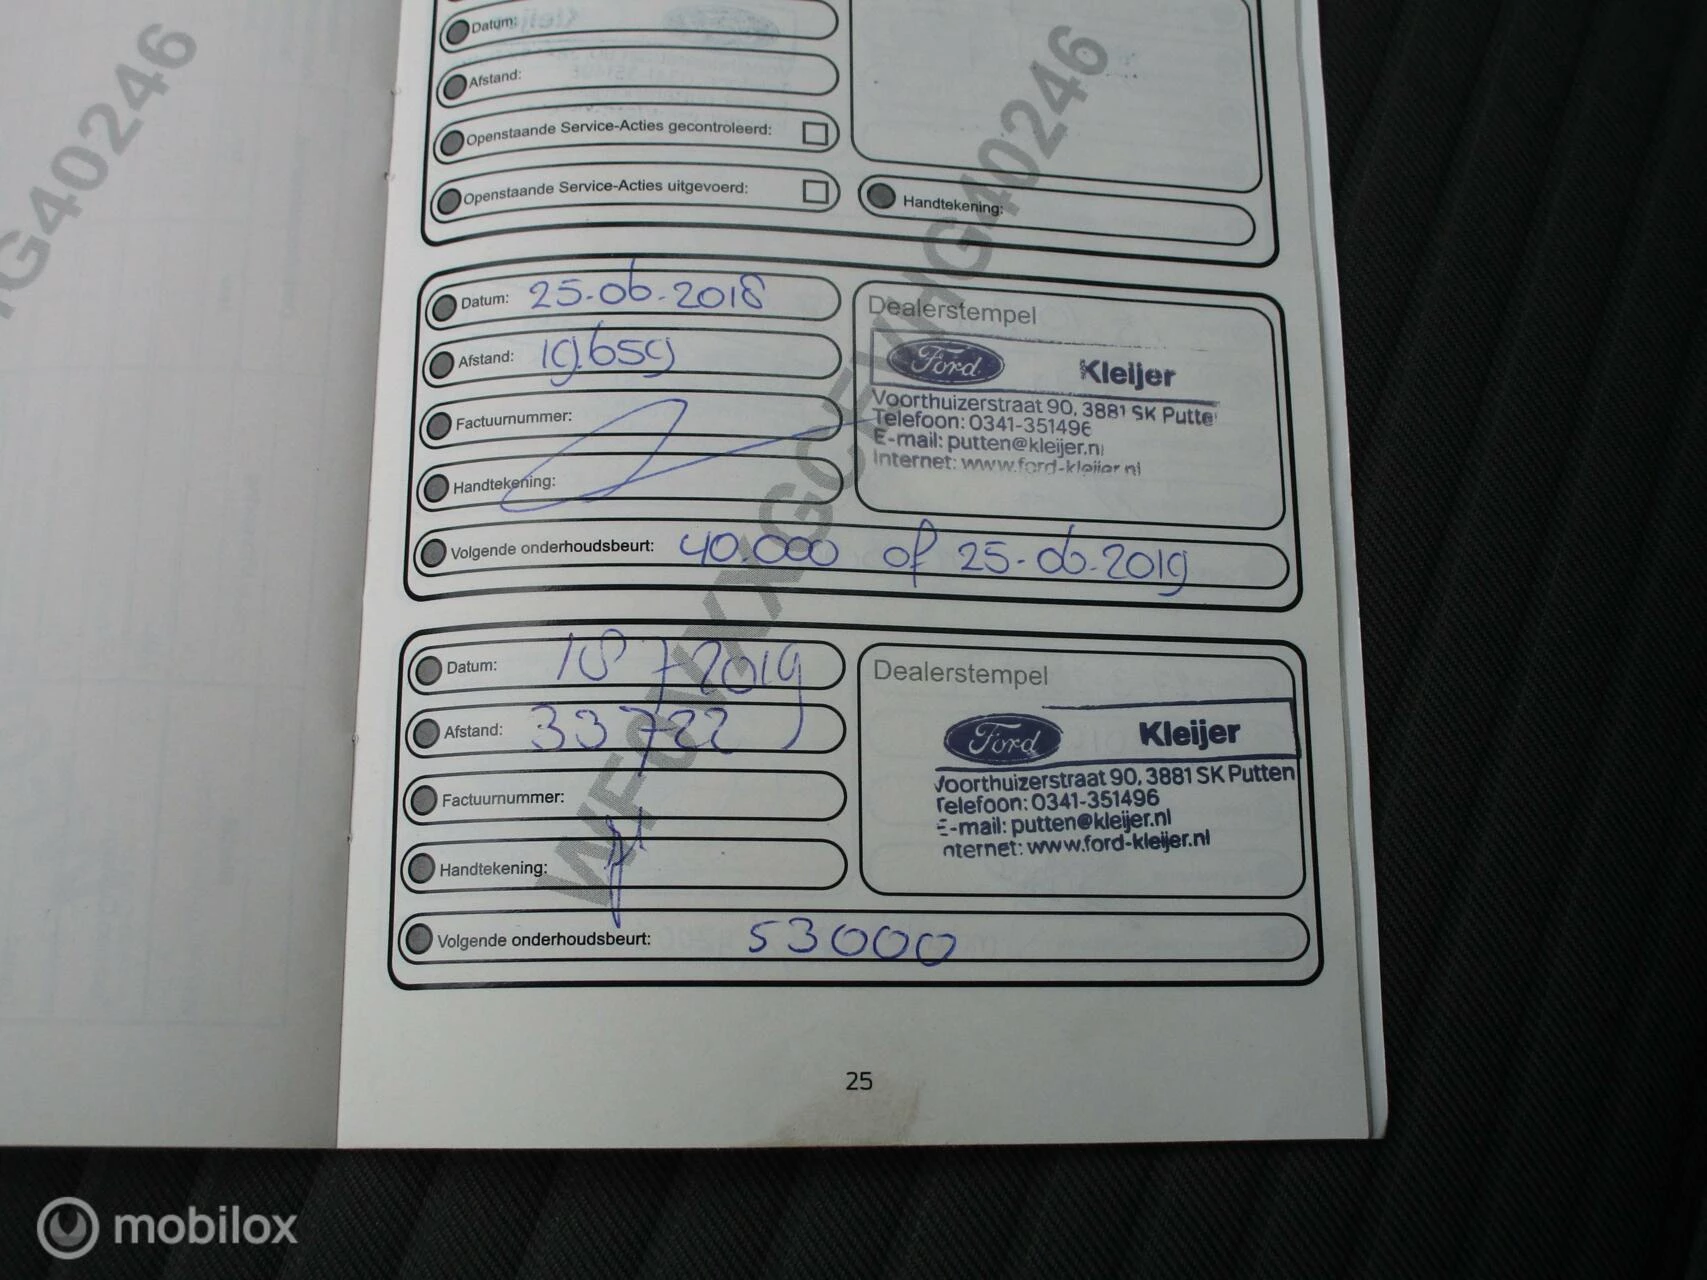 Datum:
Afstand:
Openstaande Service-Acties gecontroleerd:
Openstaande Service-Acties uitgevoerd:
Handtekening:
Datum: 25-06-2018
Afstand: 19.659
Factuurnummer:
Handtekening:
Volgende onderhoudsbeurt: 40.000 of 25-06-2019
Dealerstempel
Ford Kleijer
Voorthuizerstraat 90, 3881 SK Putte
Telefoon: 0341-351496
E-mail: putten@kleijer.nl
Internet: www.ford-kleijer.nl
Datum: 18 7 2019
Afstand: 33722
Factuurnummer:
Handtekening:
Volgende onderhoudsbeurt: 53000
Dealerstempel
Ford Kleijer
Voorthuizerstraat 90, 3881 SK Putten
Telefoon: 0341-351496
E-mail: putten@kleijer.nl
Internet: www.ford-kleijer.nl
25
G40246
mobilox